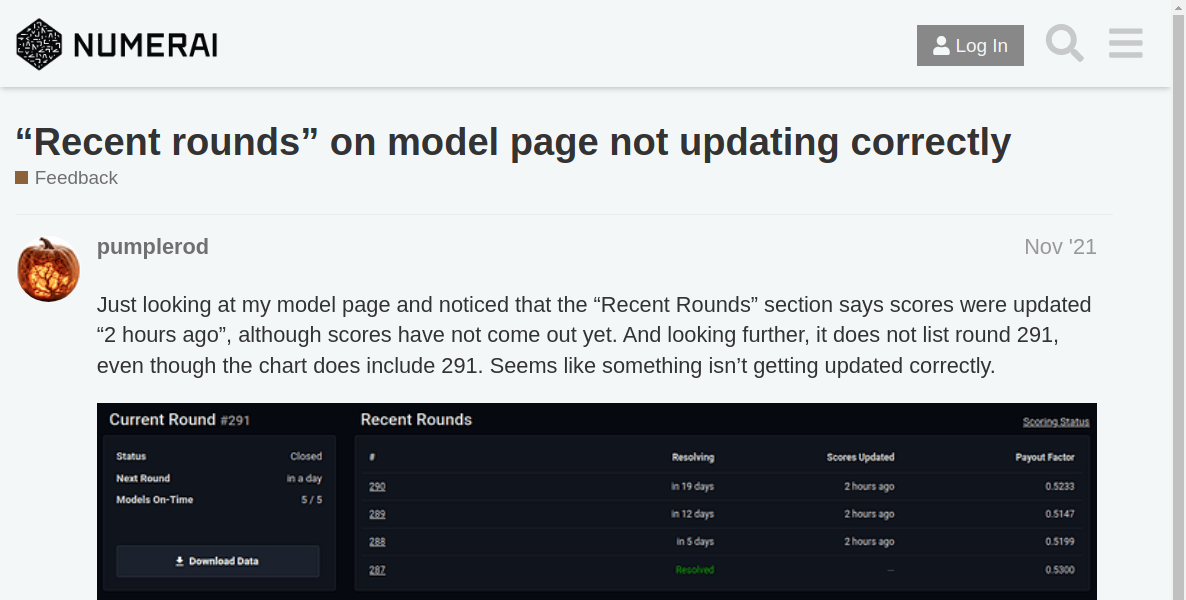 NUMERAI
Log In
“Recent rounds” on model page not updating correctly
Feedback
pumplerod
Nov '21
Just looking at my model page and noticed that the “Recent Rounds” section says scores were updated
“2 hours ago”, although scores have not come out yet. And looking further, it does not list round 291,
even though the chart does include 291. Seems like something isn’t getting updated correctly.
Current Round #291
Status Closed
Next Round in a day
Models On-Time 5 / 5
Download Data
Recent Rounds
Scoring Status
# Resolving Scores Updated Payout Factor
290 in 19 days 2 hours ago 0.5233
289 in 12 days 2 hours ago 0.5147
288 in 5 days 2 hours ago 0.5199
287 Resolved -- 0.5300